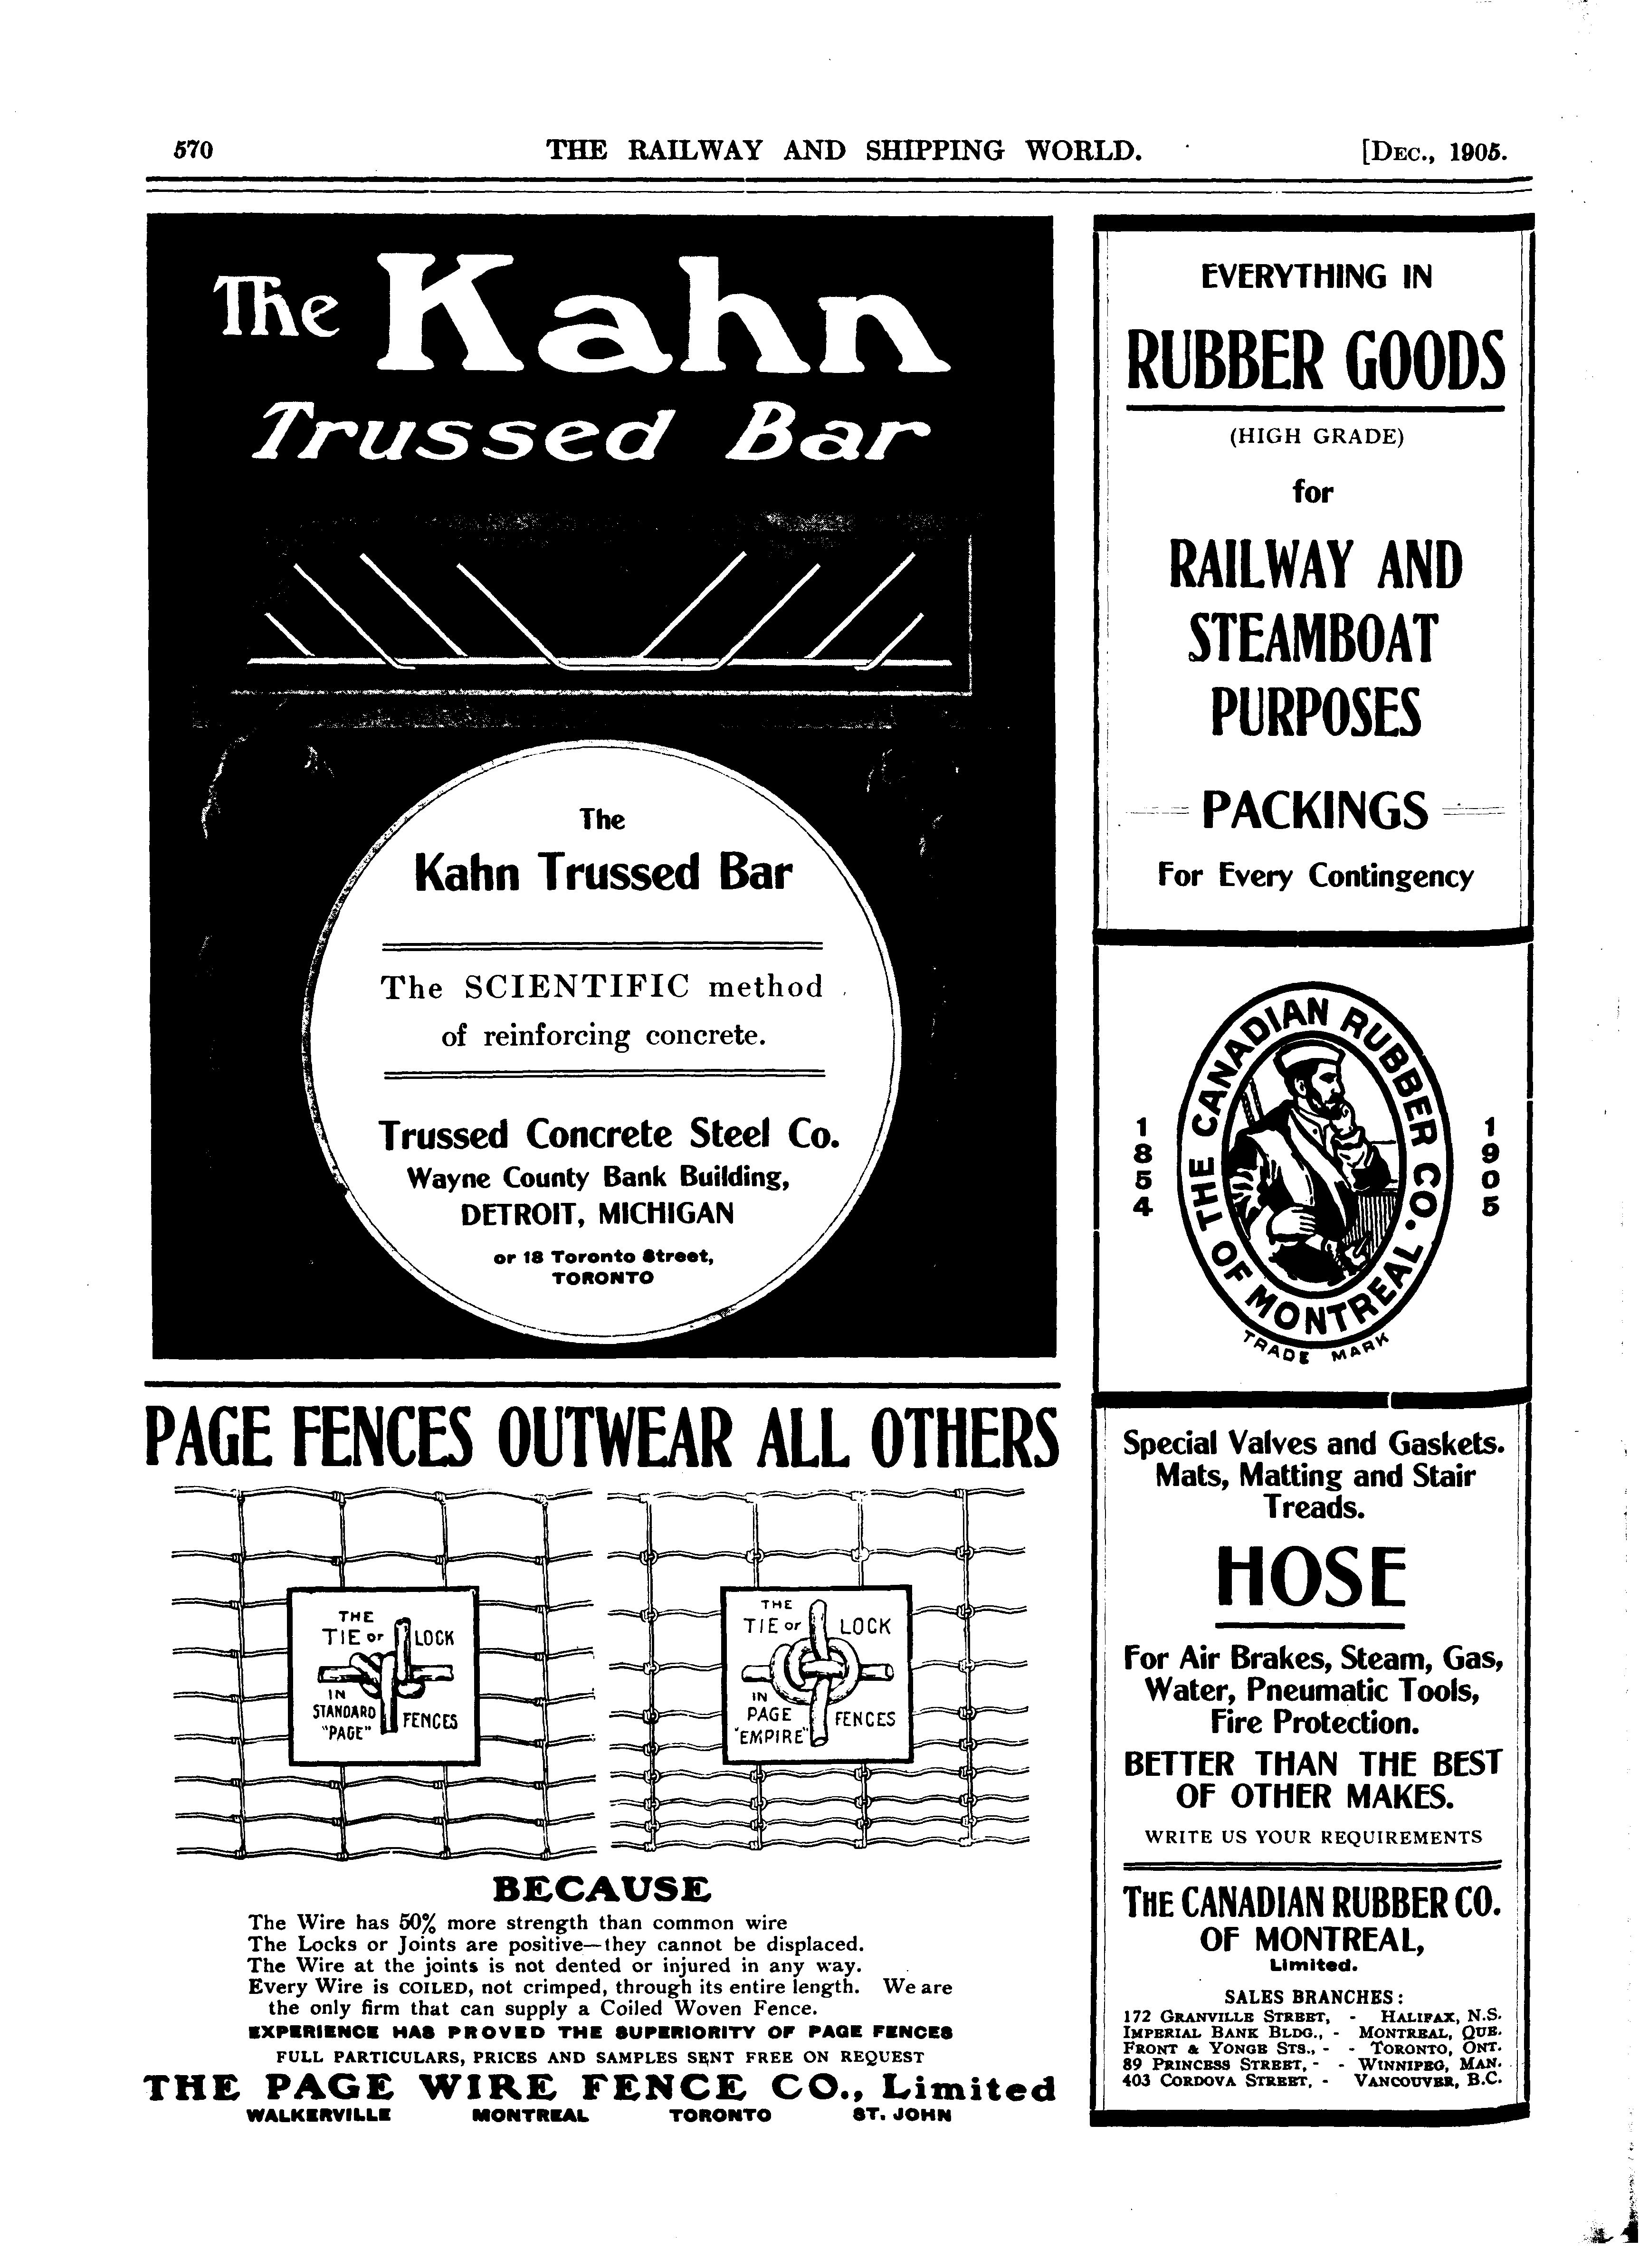 570 THE RAILWAY AND SHIPPING WORLD. [DEC., 1905.
The Kahn
Trussed Bar
The
Kahn Trussed Bar
The SCIENTIFIC method
of reinforcing concrete.
Trussed Concrete Steel Co.
Wayne County Bank Building,
DETROIT, MICHIGAN
or 18 Toronto Street,
TORONTO
PAGE FENCES OUTWEAR ALL OTHERS
THE
TIE or LOCK
IN
STANDARD
"PAGE" FENCES
THE
TIE or LOCK
IN
PAGE
"EMPIRE" FENCES
BECAUSE
The Wire has 50% more strength than common wire
The Locks or Joints are positive—they cannot be displaced.
The Wire at the joints is not dented or injured in any way.
Every Wire is COILED, not crimped, through its entire length. We are
the only firm that can supply a Coiled Woven Fence.
EXPERIENCE HAS PROVED THE SUPERIORITY OF PAGE FENCES
FULL PARTICULARS, PRICES AND SAMPLES SENT FREE ON REQUEST
THE PAGE WIRE FENCE CO., Limited
WALKERVILLE MONTREAL TORONTO ST. JOHN
EVERYTHING IN
RUBBER GOODS
(HIGH GRADE)
for
RAILWAY AND
STEAMBOAT
PURPOSES
PACKINGS
For Every Contingency
1854
THE CANADIAN RUBBER CO.
OF MONTREAL
TRADE MARK
1905
Special Valves and Gaskets.
Mats, Matting and Stair
Treads.
HOSE
For Air Brakes, Steam, Gas,
Water, Pneumatic Tools,
Fire Protection.
BETTER THAN THE BEST
OF OTHER MAKES.
WRITE US YOUR REQUIREMENTS
THE CANADIAN RUBBER CO.
OF MONTREAL,
Limited.
SALES BRANCHES:
172 GRANVILLE STREET, - HALIFAX, N.S.
IMPERIAL BANK BLDG., - MONTREAL, QUE.
FRONT & YONGE STS., - - TORONTO, ONT.
89 PRINCESS STREET, - - WINNIPEG, MAN.
403 CORDOVA STREET, - VANCOUVER, B.C.